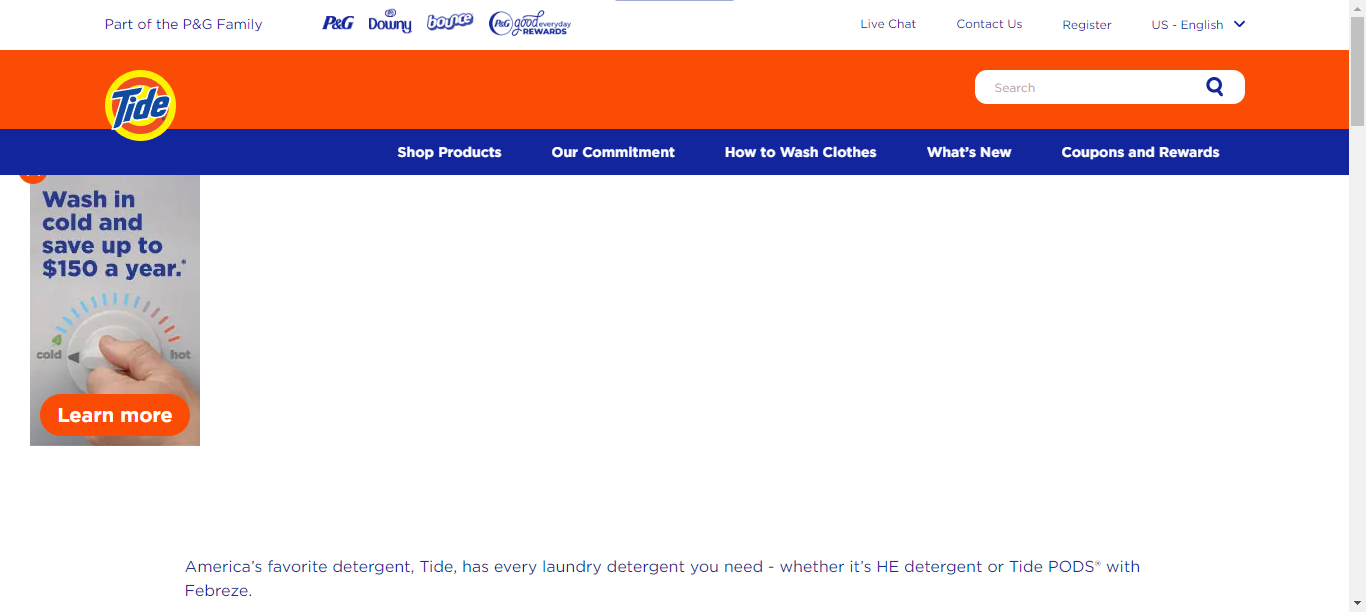 Part of the P&G Family
P&G
Downy
bounce
P&G good everyday
REWARDS
Live Chat
Contact Us
Register
US - English
Tide
Search
Shop Products
Our Commitment
How to Wash Clothes
What's New
Coupons and Rewards
Wash in
cold and
save up to
$150 a year.*
cold
hot
Learn more
America's favorite detergent, Tide, has every laundry detergent you need - whether it's HE detergent or Tide PODS® with
Febreze.